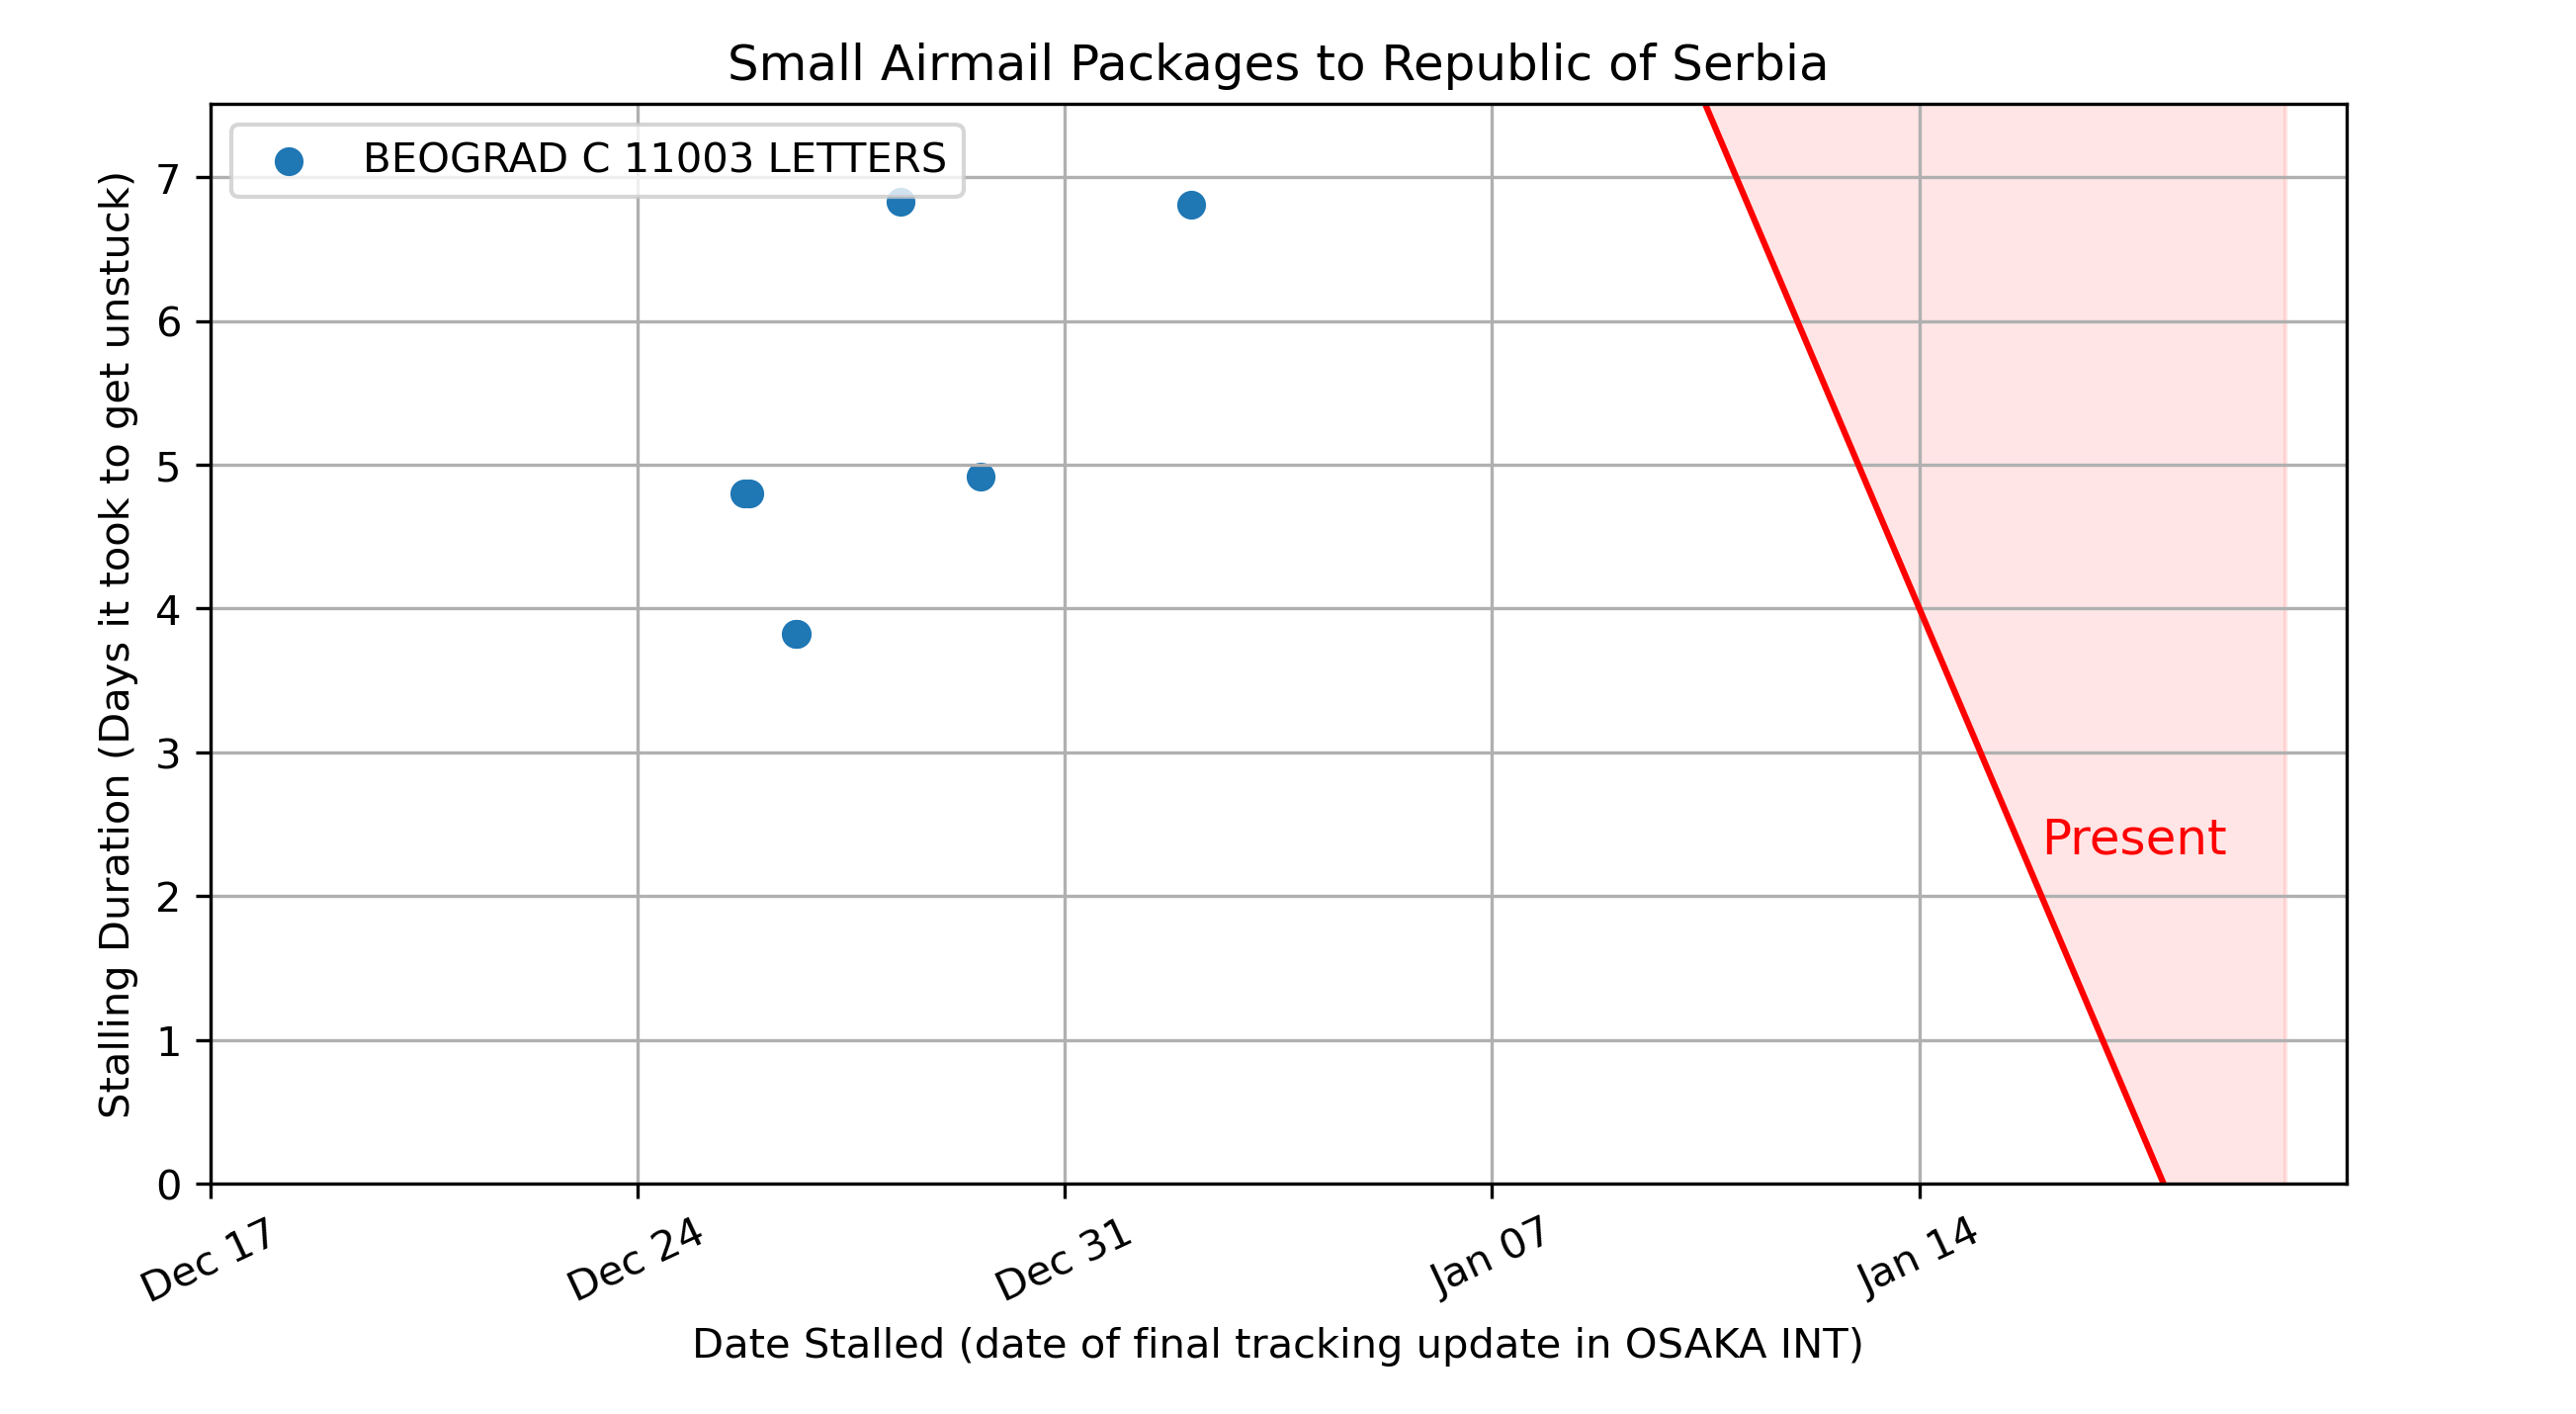 Small Airmail Packages to Republic of Serbia
BEOGRAD C 11003 LETTERS
Stalling Duration (Days it took to get unstuck)
7
6
5
4
3
2
1
0
Present
Dec 17
Dec 24
Dec 31
Jan 07
Jan 14
Date Stalled (date of final tracking update in OSAKA INT)